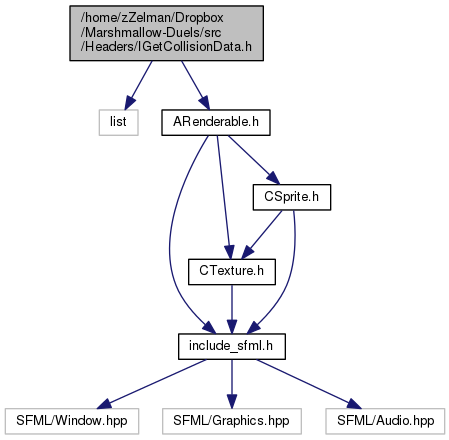 /home/zZelman/Dropbox
/Marshmallow-Duels/src
/Headers/IGetCollisionData.h
list
ARenderable.h
CSprite.h
CTexture.h
include_sfml.h
SFML/Window.hpp
SFML/Graphics.hpp
SFML/Audio.hpp